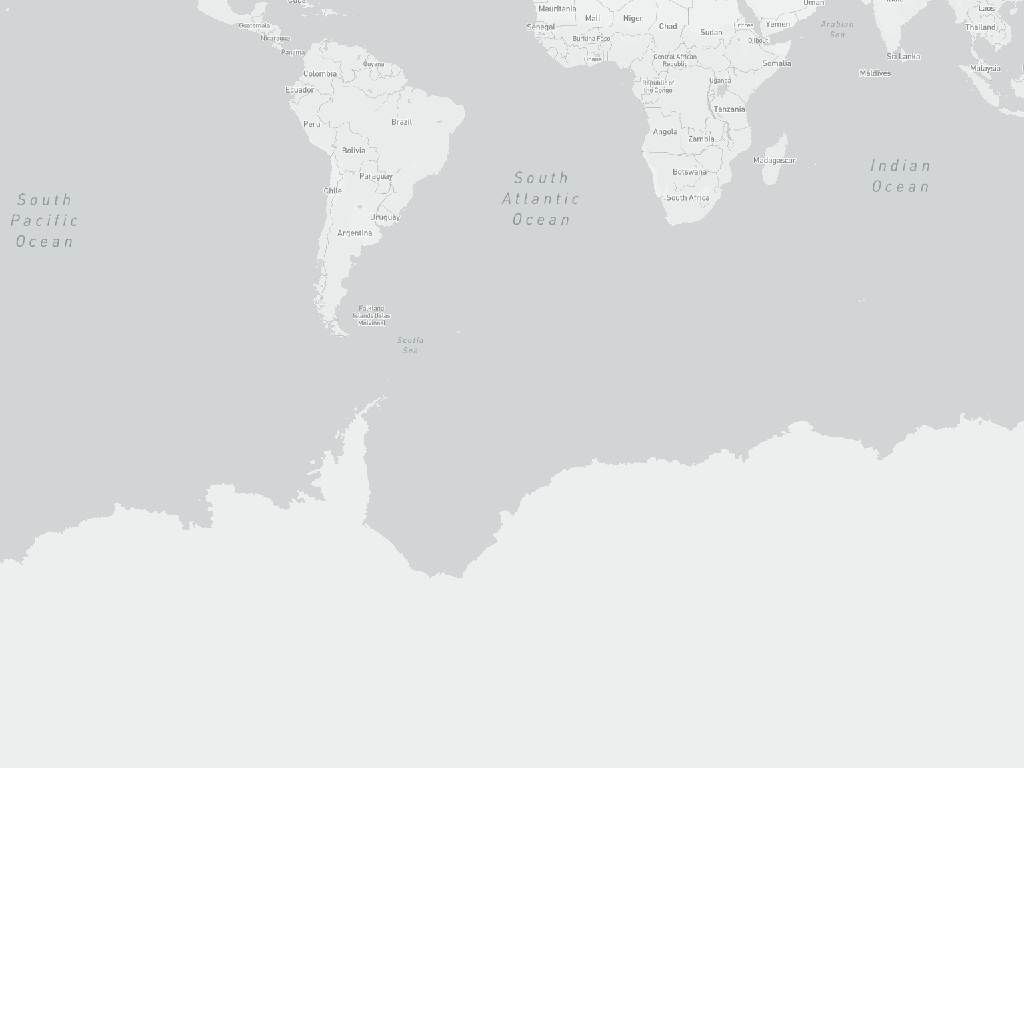 Cuba
Mauritania
Mali
Niger
Chad
Sudan
Eritrea
Yemen
Oman
Arabian
Sea
Laos
Thailand
Guatemala
Nicaragua
Panama
Senegal
Burkina Faso
Ghana
Central African
Republic
Djibouti
Somalia
Sri Lanka
Maldives
Malaysia
Guyana
Colombia
Ecuador
Republic of
the Congo
Uganda
Tanzania
Peru
Brazil
Angola
Zambia
Bolivia
Madagascar
Indian
Ocean
Paraguay
Botswana
South
Atlantic
Ocean
Chile
South Africa
South
Pacific
Ocean
Uruguay
Argentina
Falkland
Islands (Islas
Malvinas)
Scotia
Sea